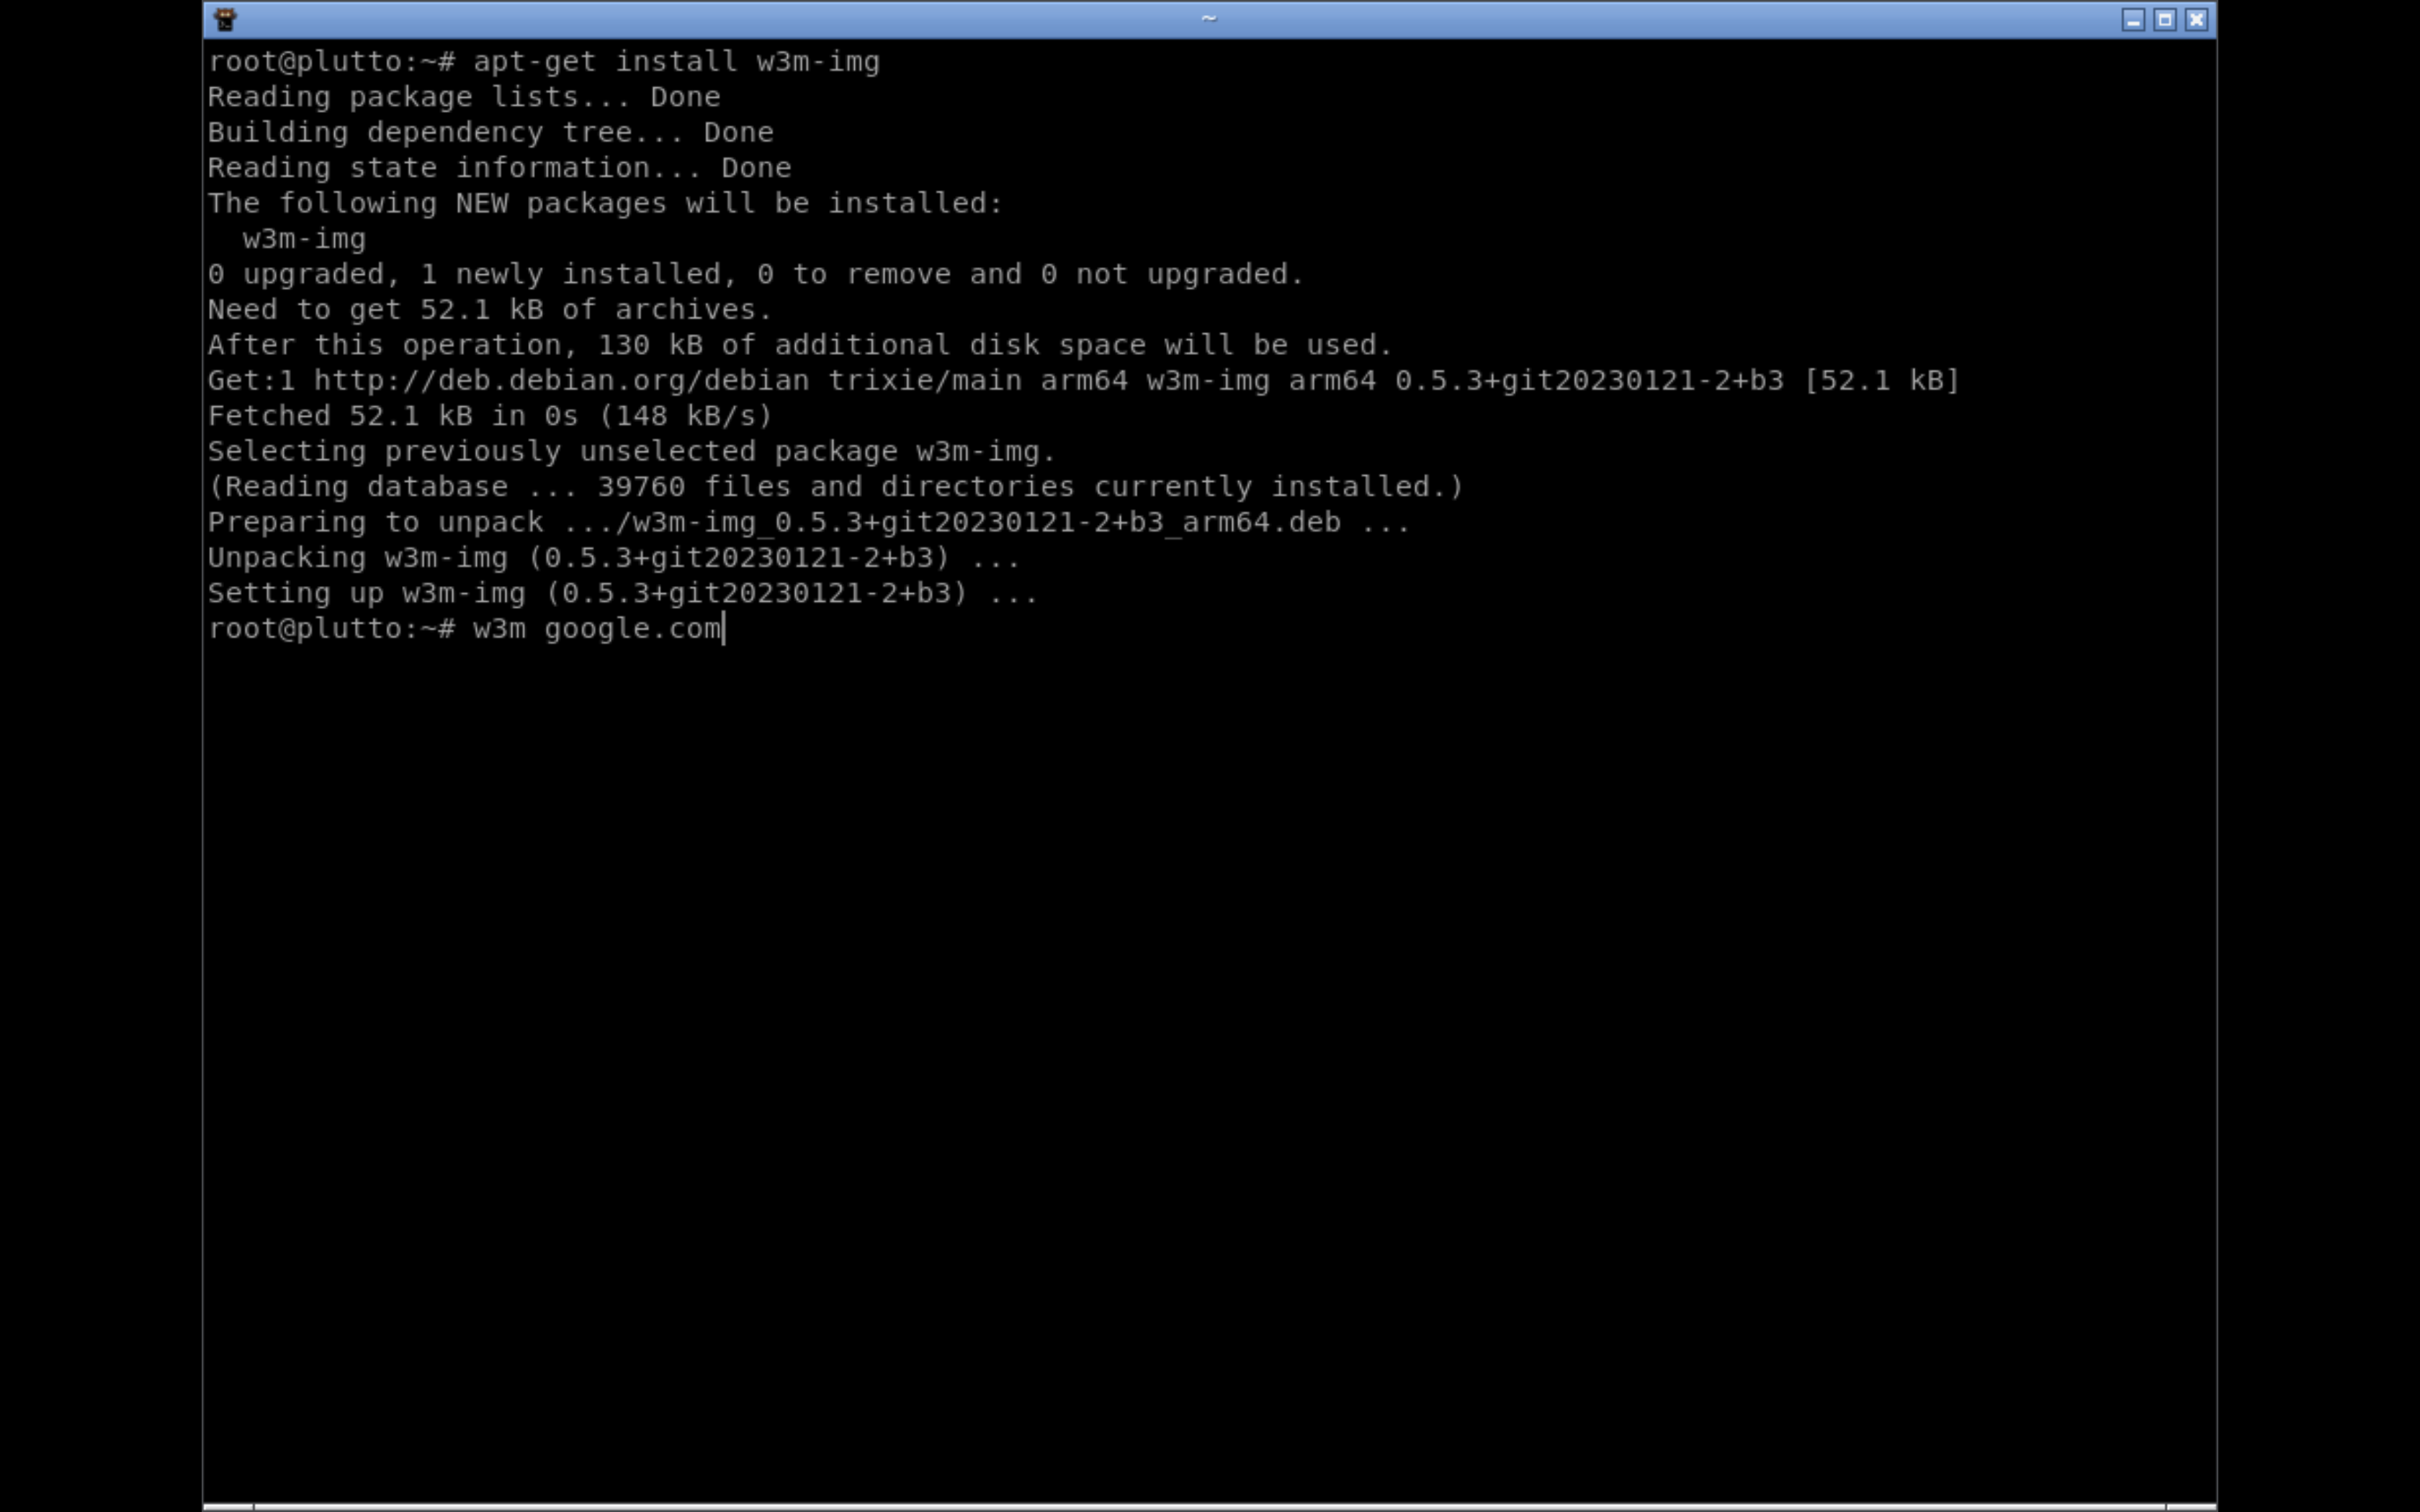 ~
root@plutto:~# apt-get install w3m-img
Reading package lists... Done
Building dependency tree... Done
Reading state information... Done
The following NEW packages will be installed:
  w3m-img
0 upgraded, 1 newly installed, 0 to remove and 0 not upgraded.
Need to get 52.1 kB of archives.
After this operation, 130 kB of additional disk space will be used.
Get:1 http://deb.debian.org/debian trixie/main arm64 w3m-img arm64 0.5.3+git20230121-2+b3 [52.1 kB]
Fetched 52.1 kB in 0s (148 kB/s)
Selecting previously unselected package w3m-img.
(Reading database ... 39760 files and directories currently installed.)
Preparing to unpack .../w3m-img_0.5.3+git20230121-2+b3_arm64.deb ...
Unpacking w3m-img (0.5.3+git20230121-2+b3) ...
Setting up w3m-img (0.5.3+git20230121-2+b3) ...
root@plutto:~# w3m google.com